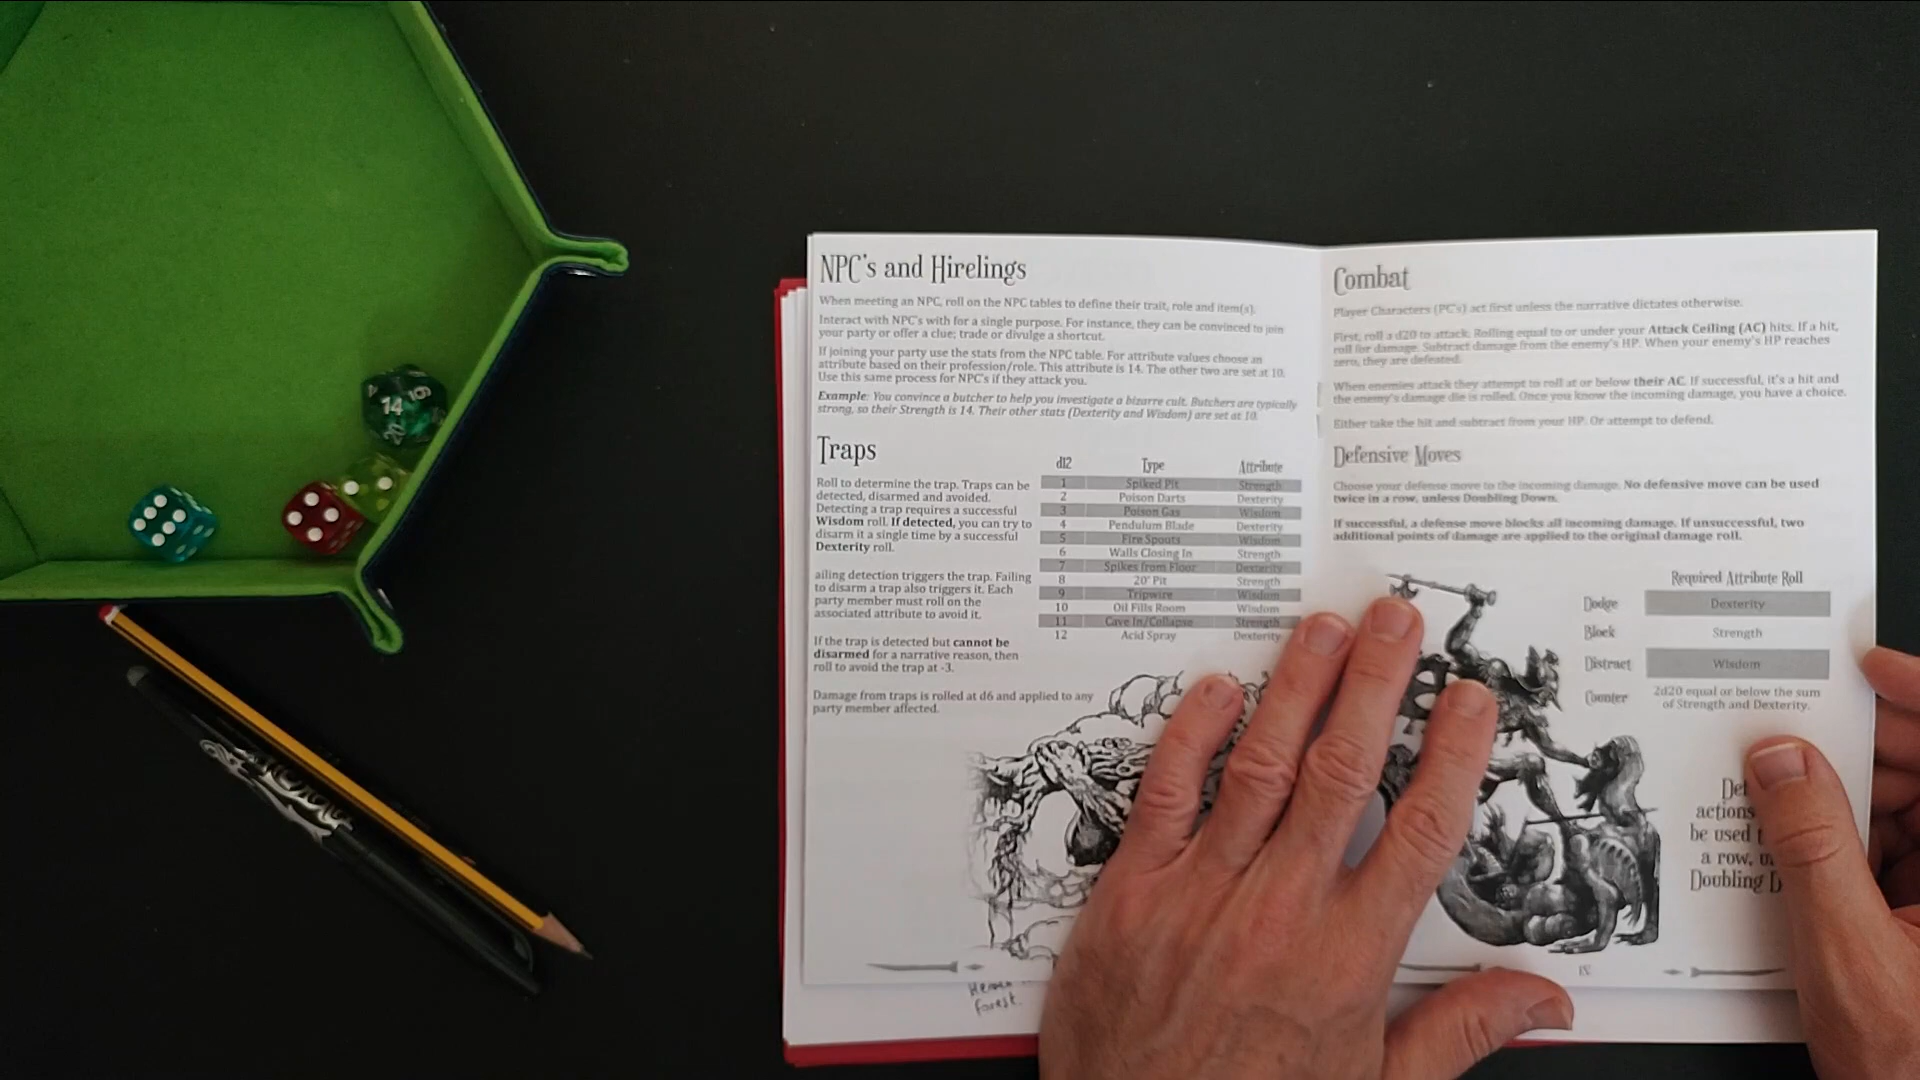 NPC's and Hirelings
When meeting an NPC, roll on the NPC tables to define their trait, role and item(s).
Interact with NPC's with for a single purpose. For instance, they can be convinced to join
your party or offer a clue; trade or divulge a shortcut.
If joining your party use the stats from the NPC table. For attribute values choose an
attribute based on their profession/role. This attribute is 14. The other two are set at 10.
Use this same process for NPC's if they attack you.
Example: You convince a butcher to help you investigate a bizarre cult. Butchers are typically
strong, so their Strength is 14. Their other stats (Dexterity and Wisdom) are set at 10.
Traps
Roll to determine the trap. Traps can be
detected, disarmed and avoided.
Detecting a trap requires a successful
Wisdom roll. If detected, you can try to
disarm it a single time by a successful
Dexterity roll.
ailing detection triggers the trap. Failing
to disarm a trap also triggers it. Each
party member must roll on the
associated attribute to avoid it.
If the trap is detected but cannot be
disarmed for a narrative reason, then
roll to avoid the trap at -3.
Damage from traps is rolled at d6 and applied to any
party member affected.
d12 Type Attribute
1 Spiked Pit Strength
2 Poison Darts Dexterity
3 Poison Gas Wisdom
4 Pendulum Blade Dexterity
5 Fire Spouts Wisdom
6 Walls Closing In Strength
7 Spikes from Floor Dexterity
8 20' Pit Strength
9 Tripwire Wisdom
10 Oil Fills Room Wisdom
11 Cave In/Collapse Strength
12 Acid Spray Dexterity
forest.
Combat
Player Characters (PC's) act first unless the narrative dictates otherwise.
First, roll a d20 to attack. Rolling equal to or under your Attack Ceiling (AC) hits. If a hit,
roll for damage. Subtract damage from the enemy's HP. When your enemy's HP reaches
zero, they are defeated.
When enemies attack they attempt to roll at or below their AC. If successful, it's a hit and
the enemy's damage die is rolled. Once you know the incoming damage, you have a choice.
Either take the hit and subtract from your HP. Or attempt to defend.
Defensive Moves
Choose your defense move to the incoming damage. No defensive move can be used
twice in a row, unless Doubling Down.
If successful, a defense move blocks all incoming damage. If unsuccessful, two
additional points of damage are applied to the original damage roll.
Required Attribute Roll
Dodge Dexterity
Block Strength
Distract Wisdom
Counter 2d20 equal or below the sum
of Strength and Dexterity.
Def
actions
be used
a row, u
Doubling D
IX
14
20